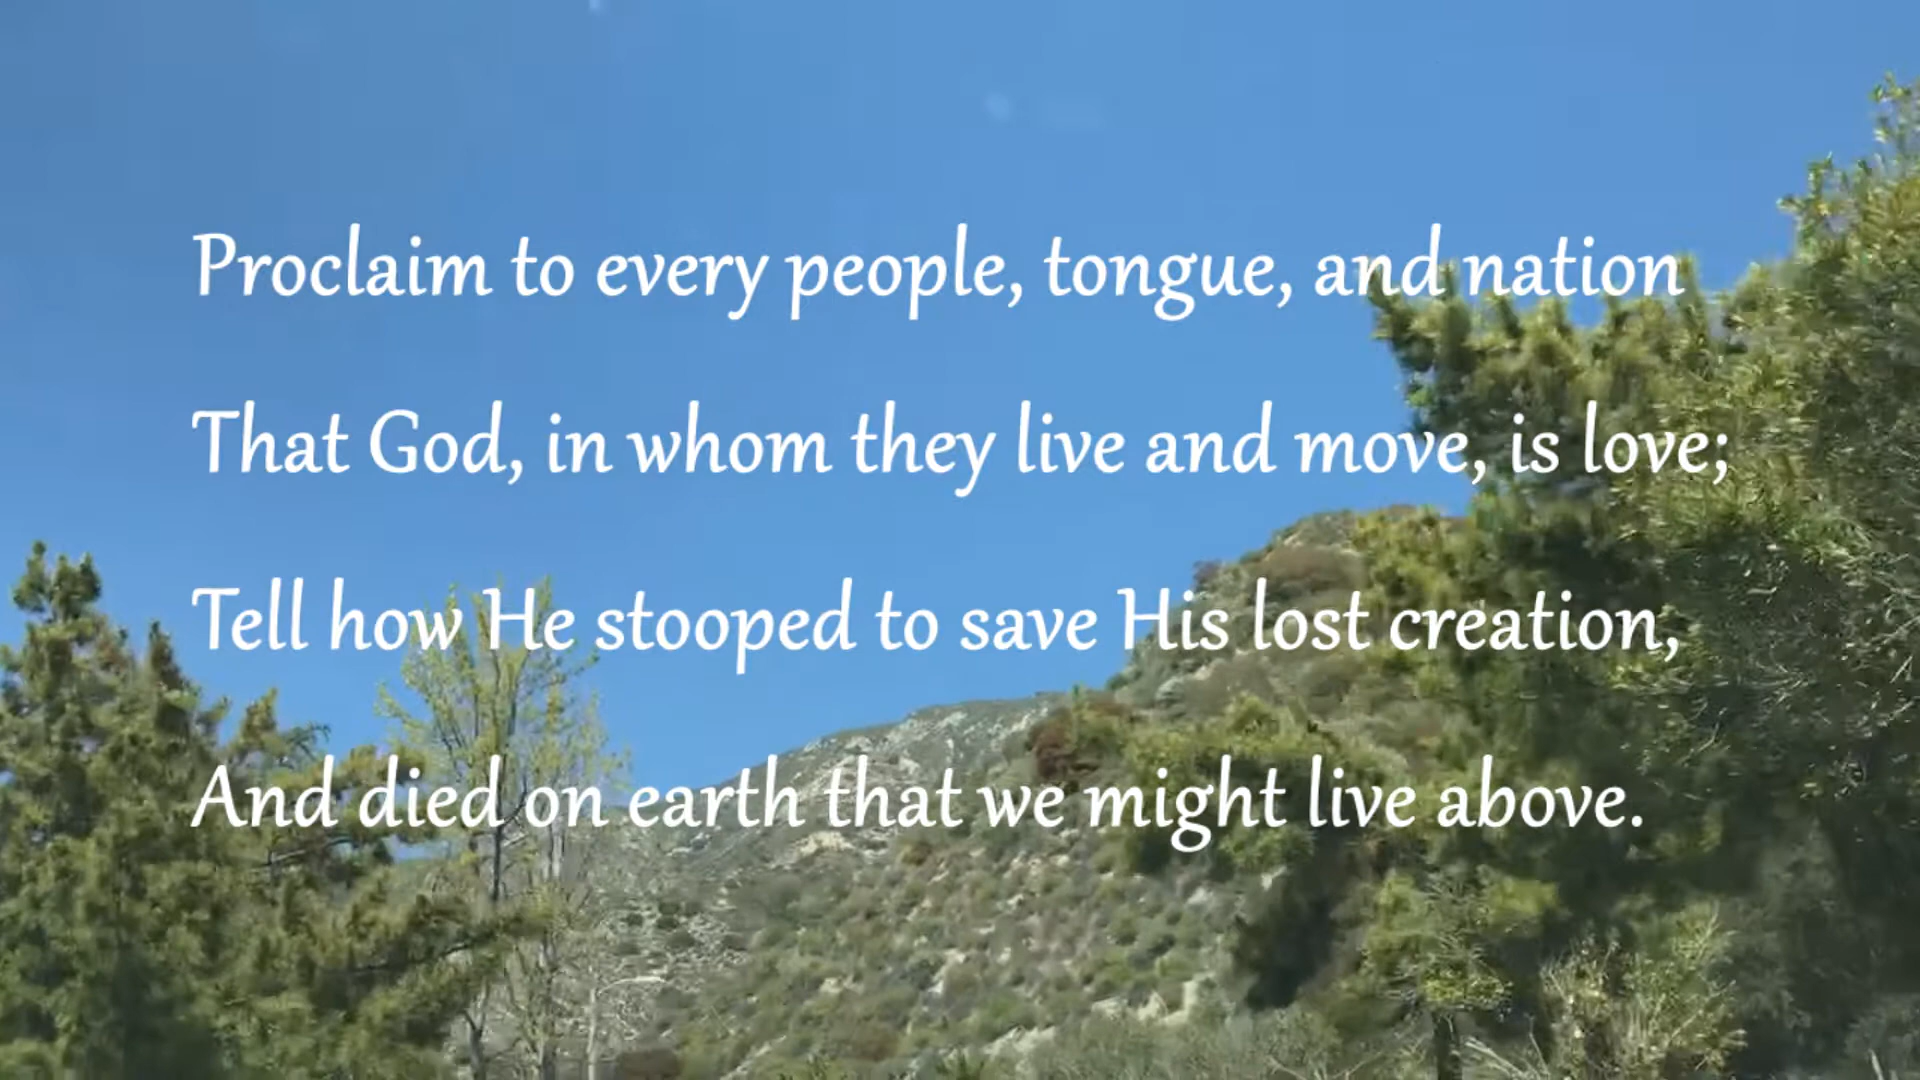 Proclaim to every people, tongue, and nation
That God, in whom they live and move, is love;
Tell how He stooped to save His lost creation,
And died on earth that we might live above.